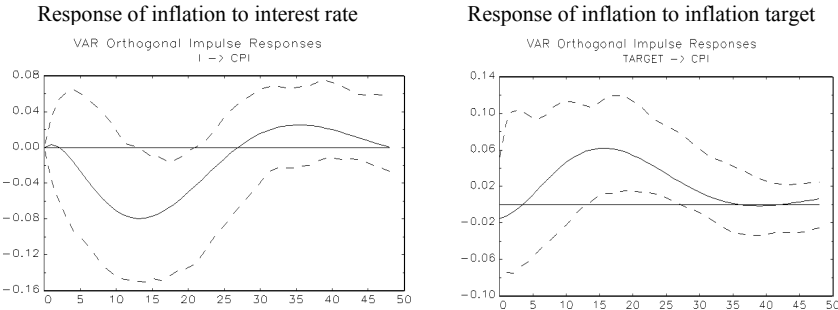 Response of inflation to interest rate
VAR Orthogonal Impulse Responses
I -> CPI
0.08
0.04
0.00
-0.04
-0.08
-0.12
-0.16
0 5 10 15 20 25 30 35 40 45 50
Response of inflation to inflation target
VAR Orthogonal Impulse Responses
TARGET -> CPI
0.14
0.10
0.06
0.02
-0.02
-0.06
-0.10
0 5 10 15 20 25 30 35 40 45 50